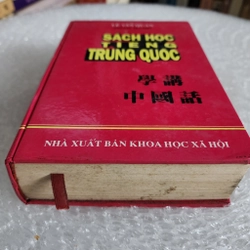 SÁCH HỌC
TIẾNG
TRUNG QUỐC
學講
中國話
NHÀ XUẤT BẢN KHOA HỌC XÃ HỘI